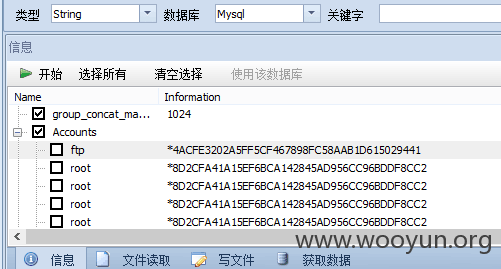 类型 String 数据库 Mysql 关键字
信息
开始 选择所有 清空选择 使用该数据库
Name Information
group_concat_ma... 1024
Accounts
ftp *4ACFE3202A5FF5CF467898FC58AAB1D615029441
root *8D2CFA41A15EF6BCA142845AD956CC96BDDF8CC2
root *8D2CFA41A15EF6BCA142845AD956CC96BDDF8CC2
root *8D2CFA41A15EF6BCA142845AD956CC96BDDF8CC2
root *8D2CFA41A15EF6BCA142845AD956CC96BDDF8CC2
www.wooyun.org
信息 文件读取 写文件 获取数据